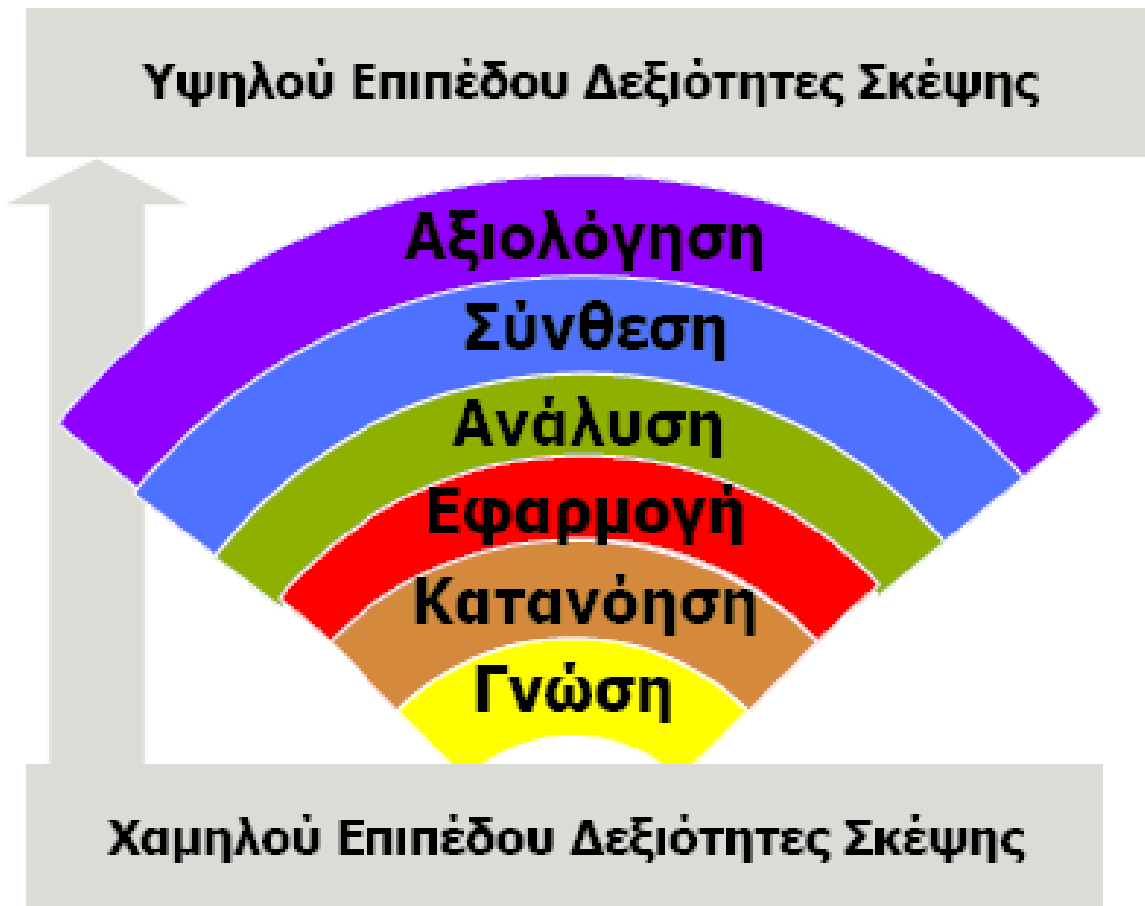 Υψηλού Επιπέδου Δεξιότητες Σκέψης
Αξιολόγηση
Σύνθεση
Ανάλυση
Εφαρμογή
Κατανόηση
Γνώση
Χαμηλού Επιπέδου Δεξιότητες Σκέψης